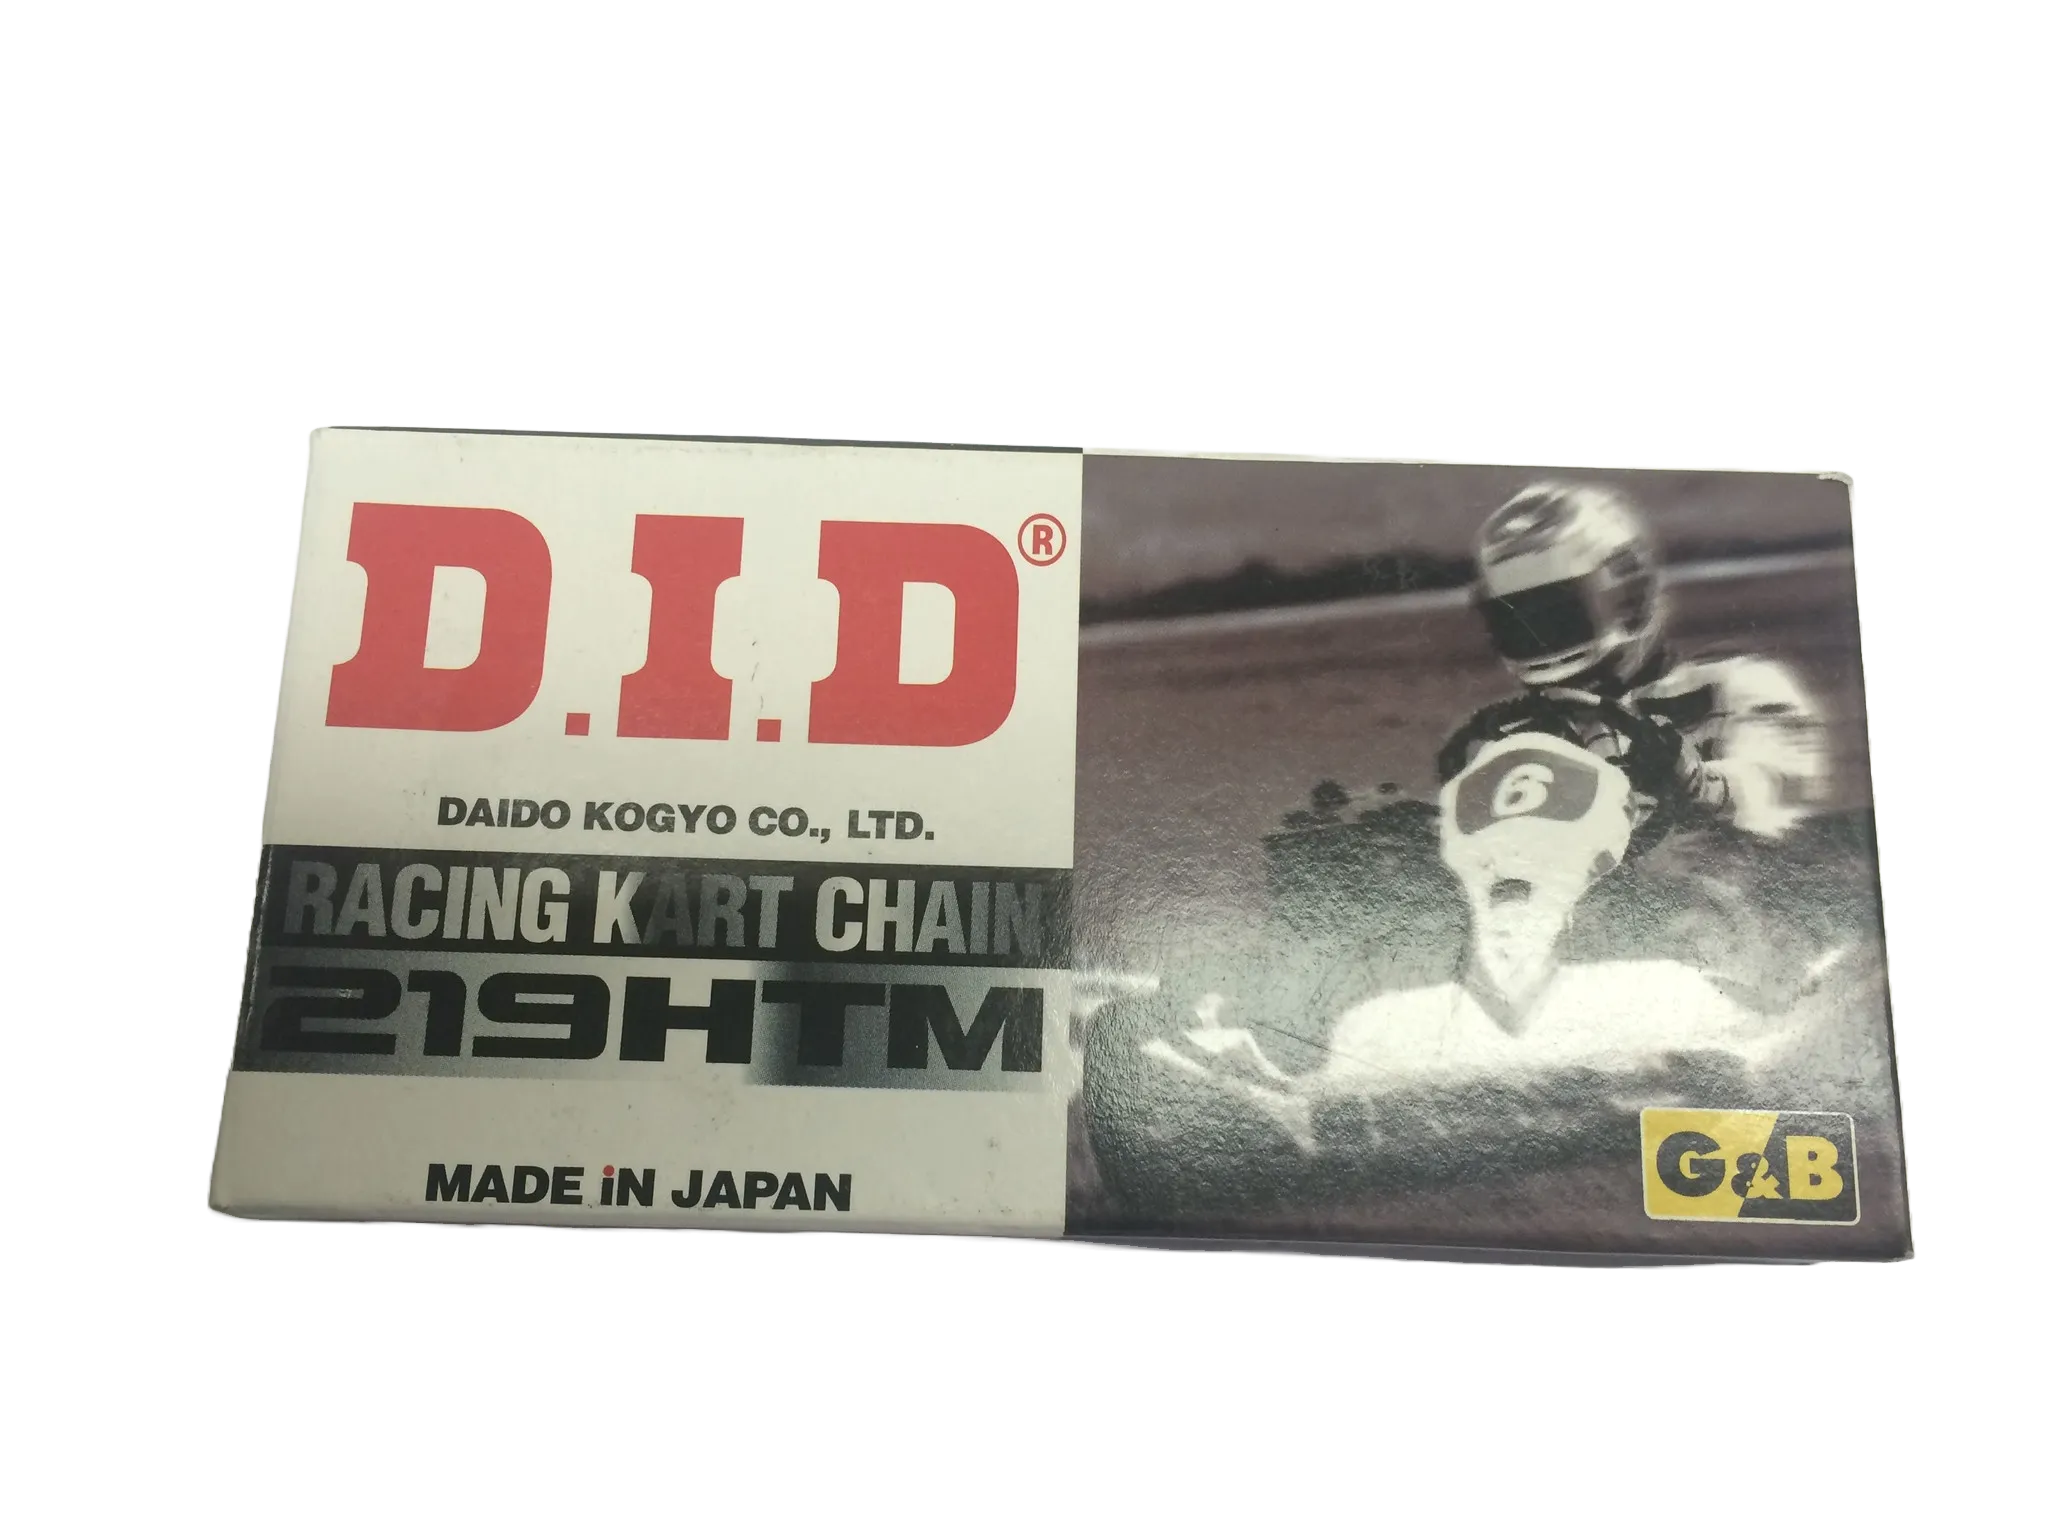 D.I.D®
DAIDO KOGYO CO., LTD.
RACING KART CHAIN
219HTM
MADE iN JAPAN
6
G&B